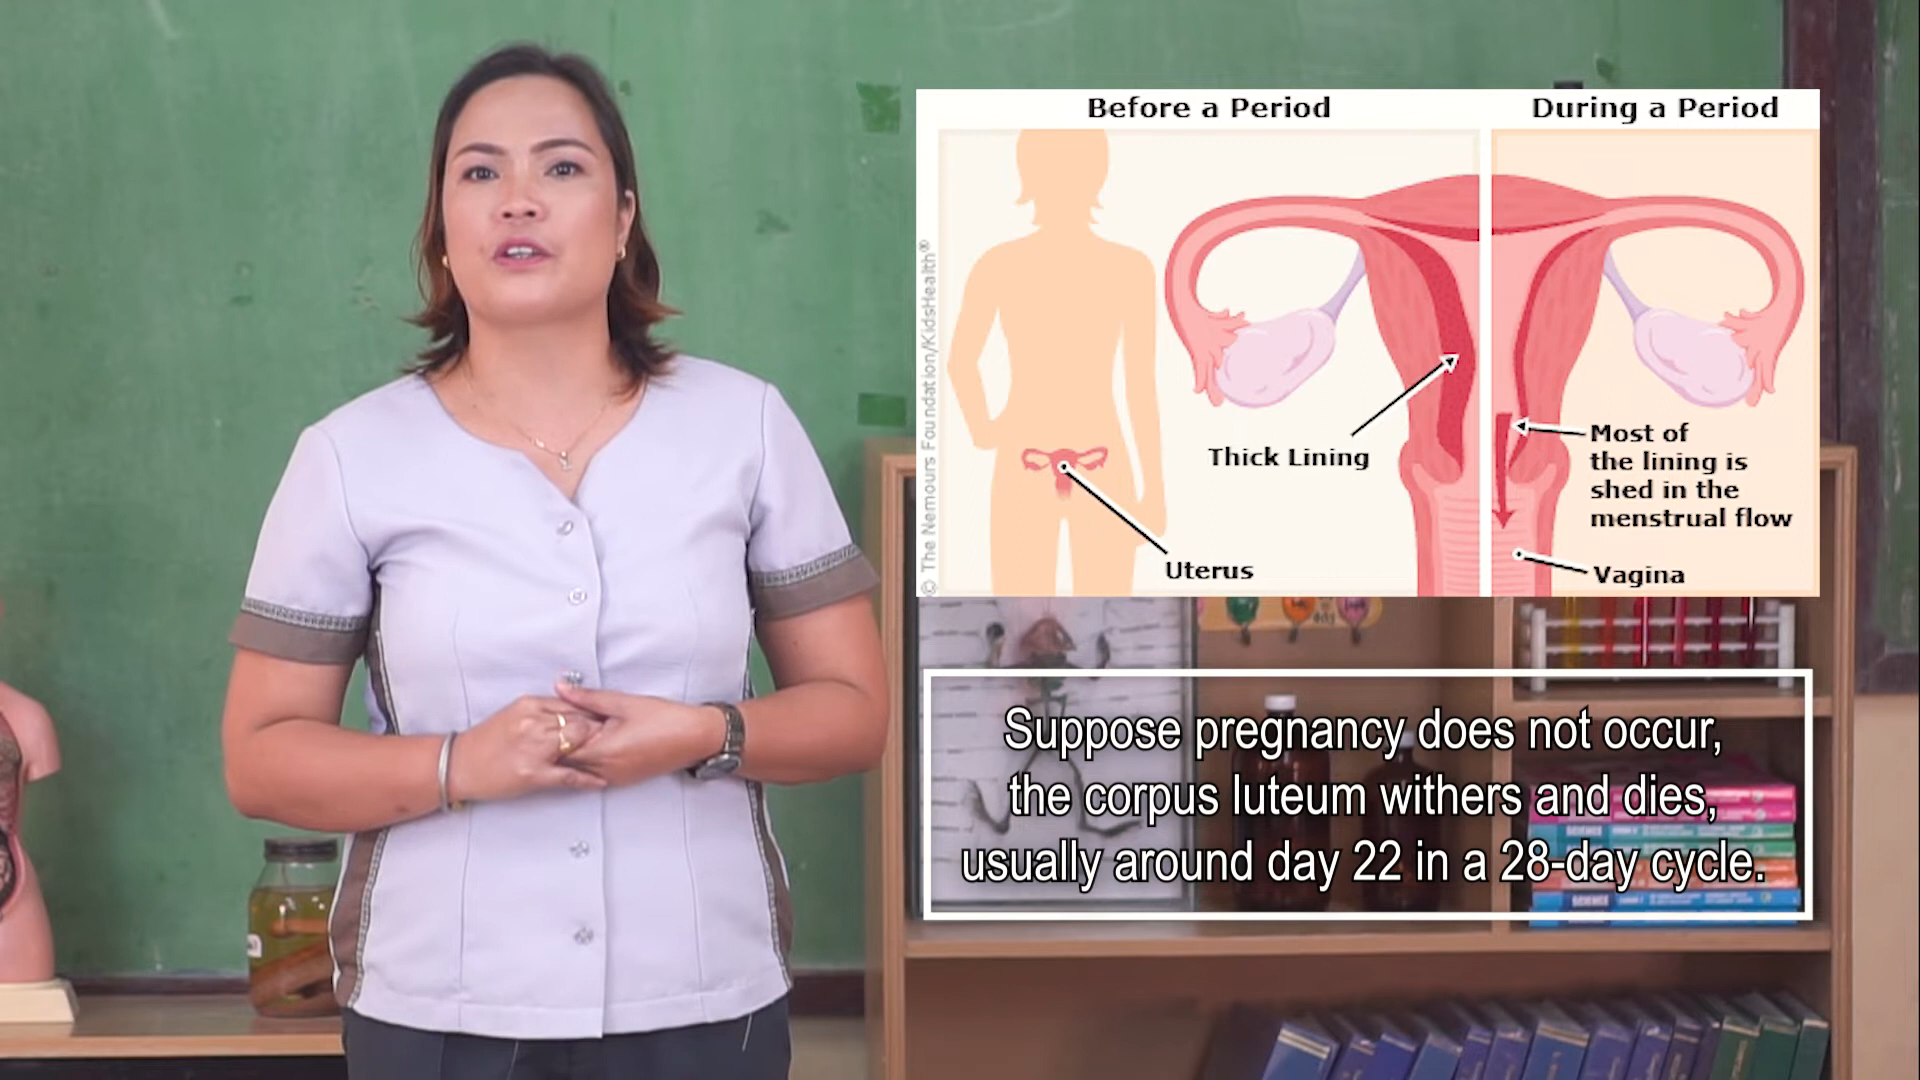 Before a Period
During a Period
Thick Lining
Uterus
Most of
the lining is
shed in the
menstrual flow
Vagina
© The Nemours Foundation/KidsHealth®
Suppose pregnancy does not occur,
the corpus luteum withers and dies,
usually around day 22 in a 28-day cycle.
SCIENCE
SCIENCE